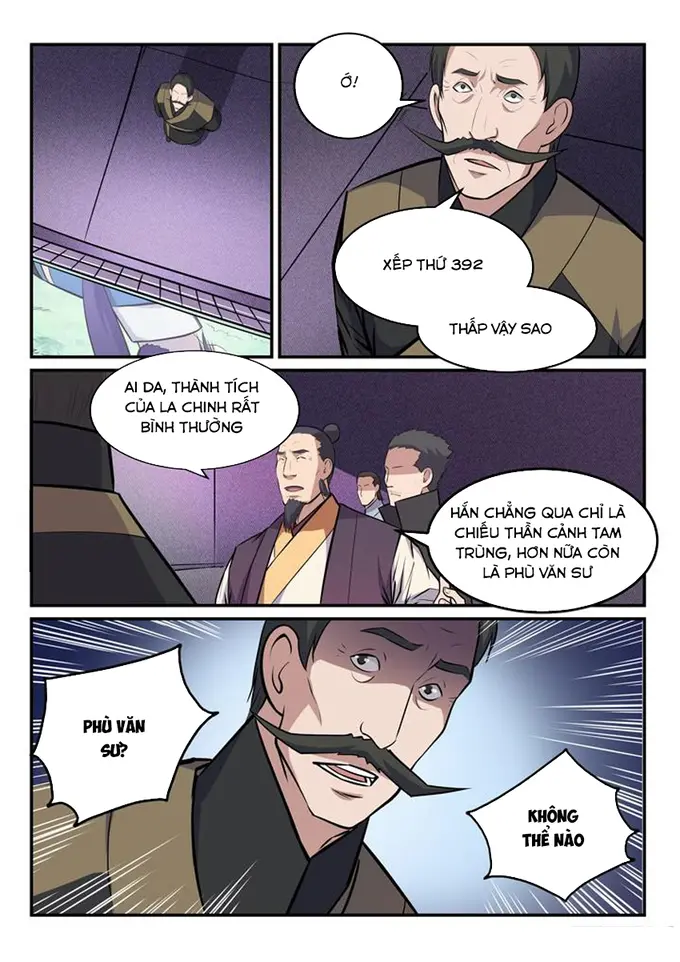 Ớ!
XẾP THỨ 392
THẤP VẬY SAO
AI DA, THÀNH TÍCH
CỦA LA CHINH RẤT
BÌNH THƯỜNG
HẮN CHẲNG QUA CHỈ LÀ
CHIẾU THẦN CẢNH TAM
TRÙNG, HƠN NỮA CÒN
LÀ PHÙ VĂN SƯ
PHÙ VĂN
SƯ?
KHÔNG
THỂ NÀO